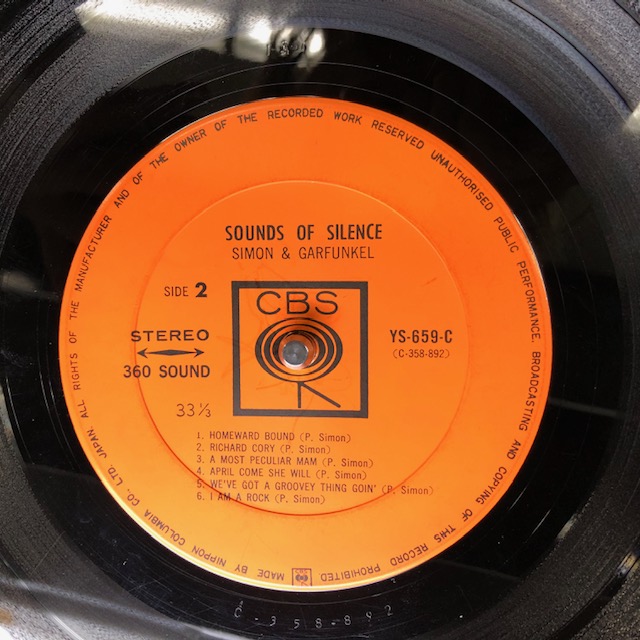 SOUNDS OF SILENCE
SIMON & GARFUNKEL
SIDE 2
CBS
STEREO
360 SOUND
YS-659-C
(C-358-892)
33 1/3
1. HOMEWARD BOUND (P. Simon)
2. RICHARD CORY (P. Simon)
3. A MOST PECULIAR MAM (P. Simon)
4. APRIL COME SHE WILL (P. Simon)
5. WE'VE GOT A GROOVEY THING GOIN' (P. Simon)
6. I AM A ROCK (P. Simon)
MADE BY NIPPON COLUMBIA CO., LTD. JAPAN. ALL RIGHTS OF THE MANUFACTURER AND OF THE OWNER OF THE RECORDED WORK RESERVED UNAUTHORISED PUBLIC PERFORMANCE, BROADCASTING AND COPYING OF THIS RECORD PROHIBITED
CBS
C-358-892